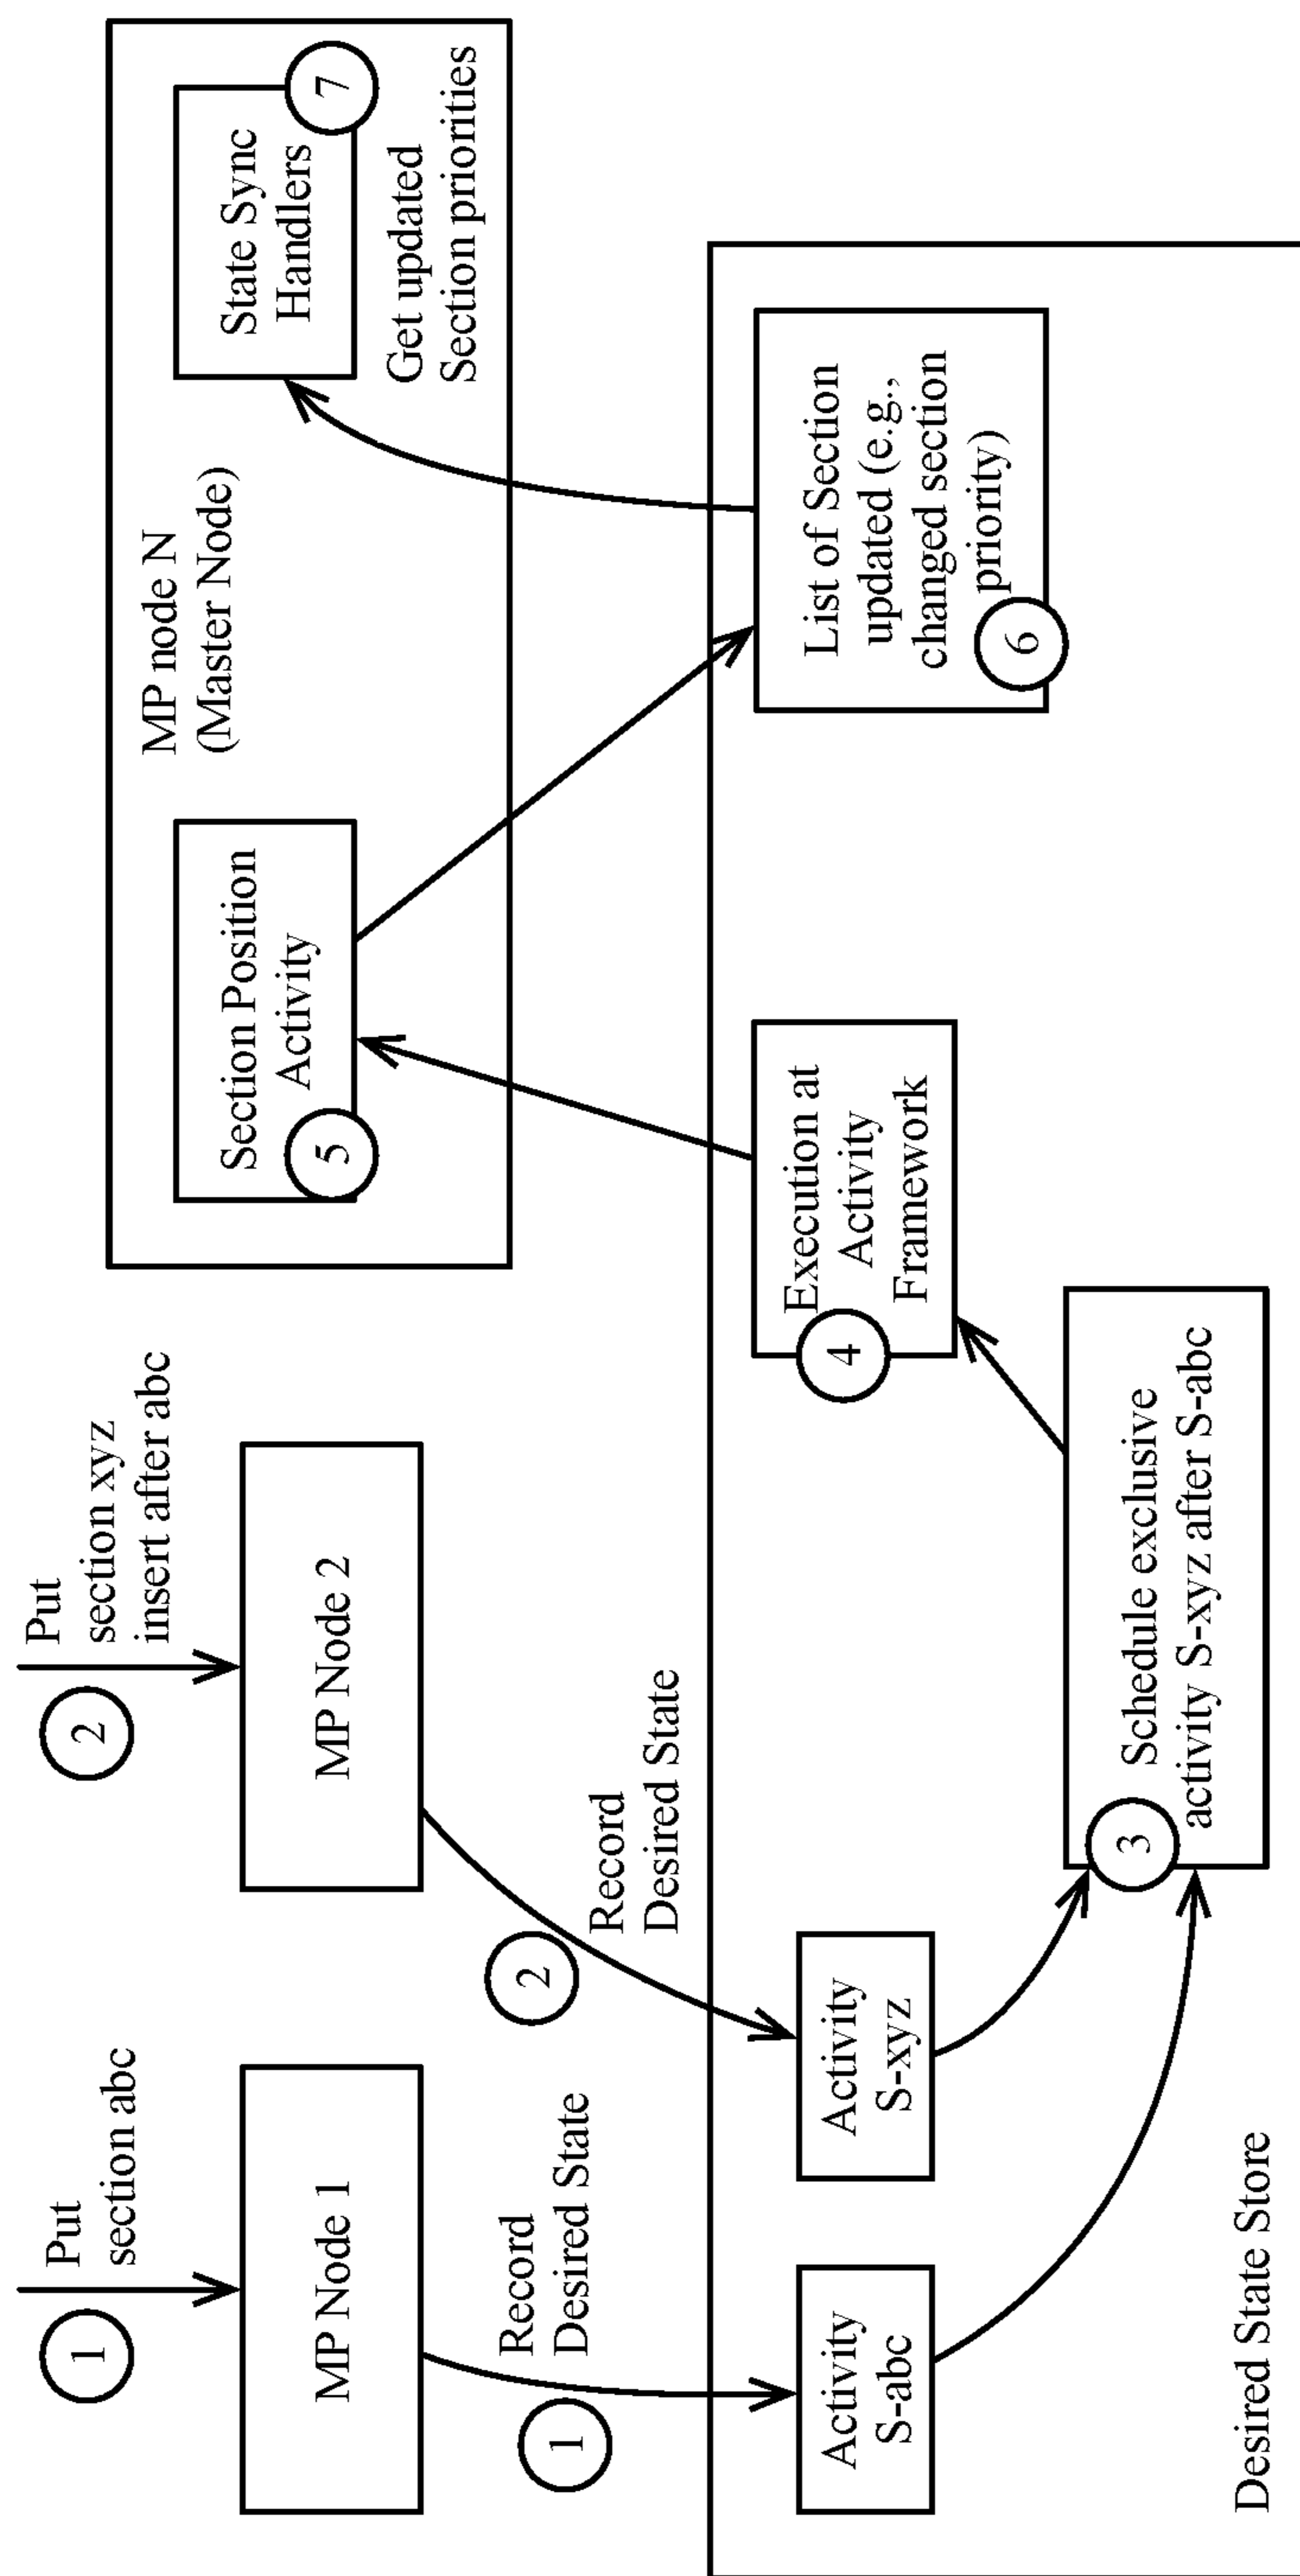 1
Put
section abc
MP Node 1
1
Record
Desired State
2
Put
section xyz
insert after abc
MP Node 2
2
Record
Desired State
MP node N
(Master Node)
Section Position
Activity
5
State Sync
Handlers
7
Get updated
Section priorities
Activity
S-abc
Activity
S-xyz
3
Schedule exclusive
activity S-xyz after S-abc
Execution at
Activity
Framework
4
List of Section
updated (e.g.,
changed section
priority)
6
Desired State Store